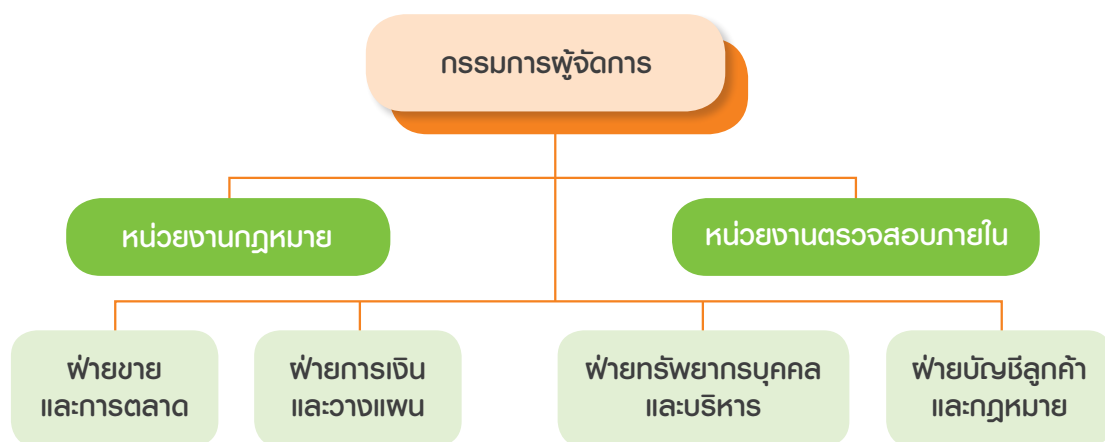 กรรมการผู้จัดการ
หน่วยงานกฎหมาย
หน่วยงานตรวจสอบภายใน
ฝ่ายขาย
และการตลาด
ฝ่ายการเงิน
และวางแผน
ฝ่ายทรัพยากรบุคคล
และบริหาร
ฝ่ายบัญชีลูกค้า
และกฎหมาย